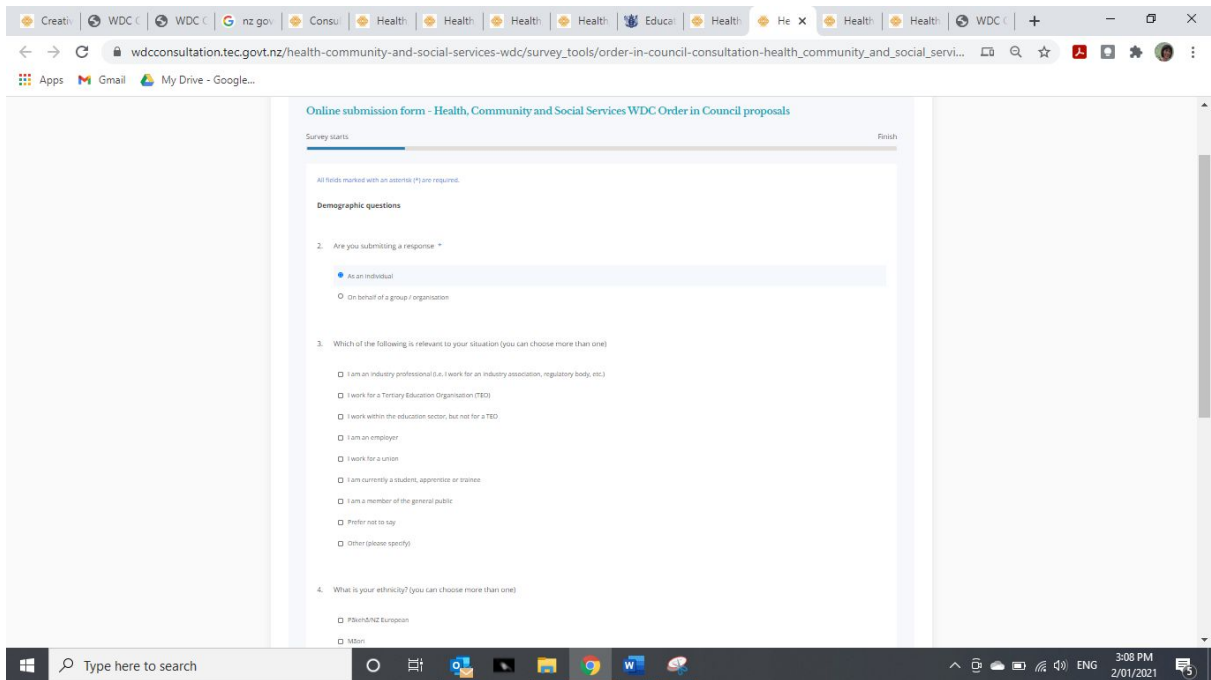 Creativ
WDC C
WDC C
nz gov
Consul
Health
Health
Health
Health
Educat
Health
He
Health
Health
WDC C
wdcconsultation.tec.govt.nz/health-community-and-social-services-wdc/survey_tools/order-in-council-consultation-health_community_and_social_servi...
Apps Gmail My Drive - Google...
Online submission form - Health, Community and Social Services WDC Order in Council proposals
Survey starts Finish
All fields marked with an asterisk (*) are required.
Demographic questions
2. Are you submitting a response *
As an individual
On behalf of a group / organisation
3. Which of the following is relevant to your situation (you can choose more than one)
I am an industry professional (i.e. I work for an industry association, regulatory body, etc.)
I work for a Tertiary Education Organisation (TEO)
I work within the education sector, but not for a TEO
I am an employer
I work for a union
I am currently a student, apprentice or trainee
I am a member of the general public
Prefer not to say
Other (please specify)
4. What is your ethnicity? (you can choose more than one)
Pākehā/NZ European
Māori
Type here to search
ENG
3:08 PM
2/01/2021
5